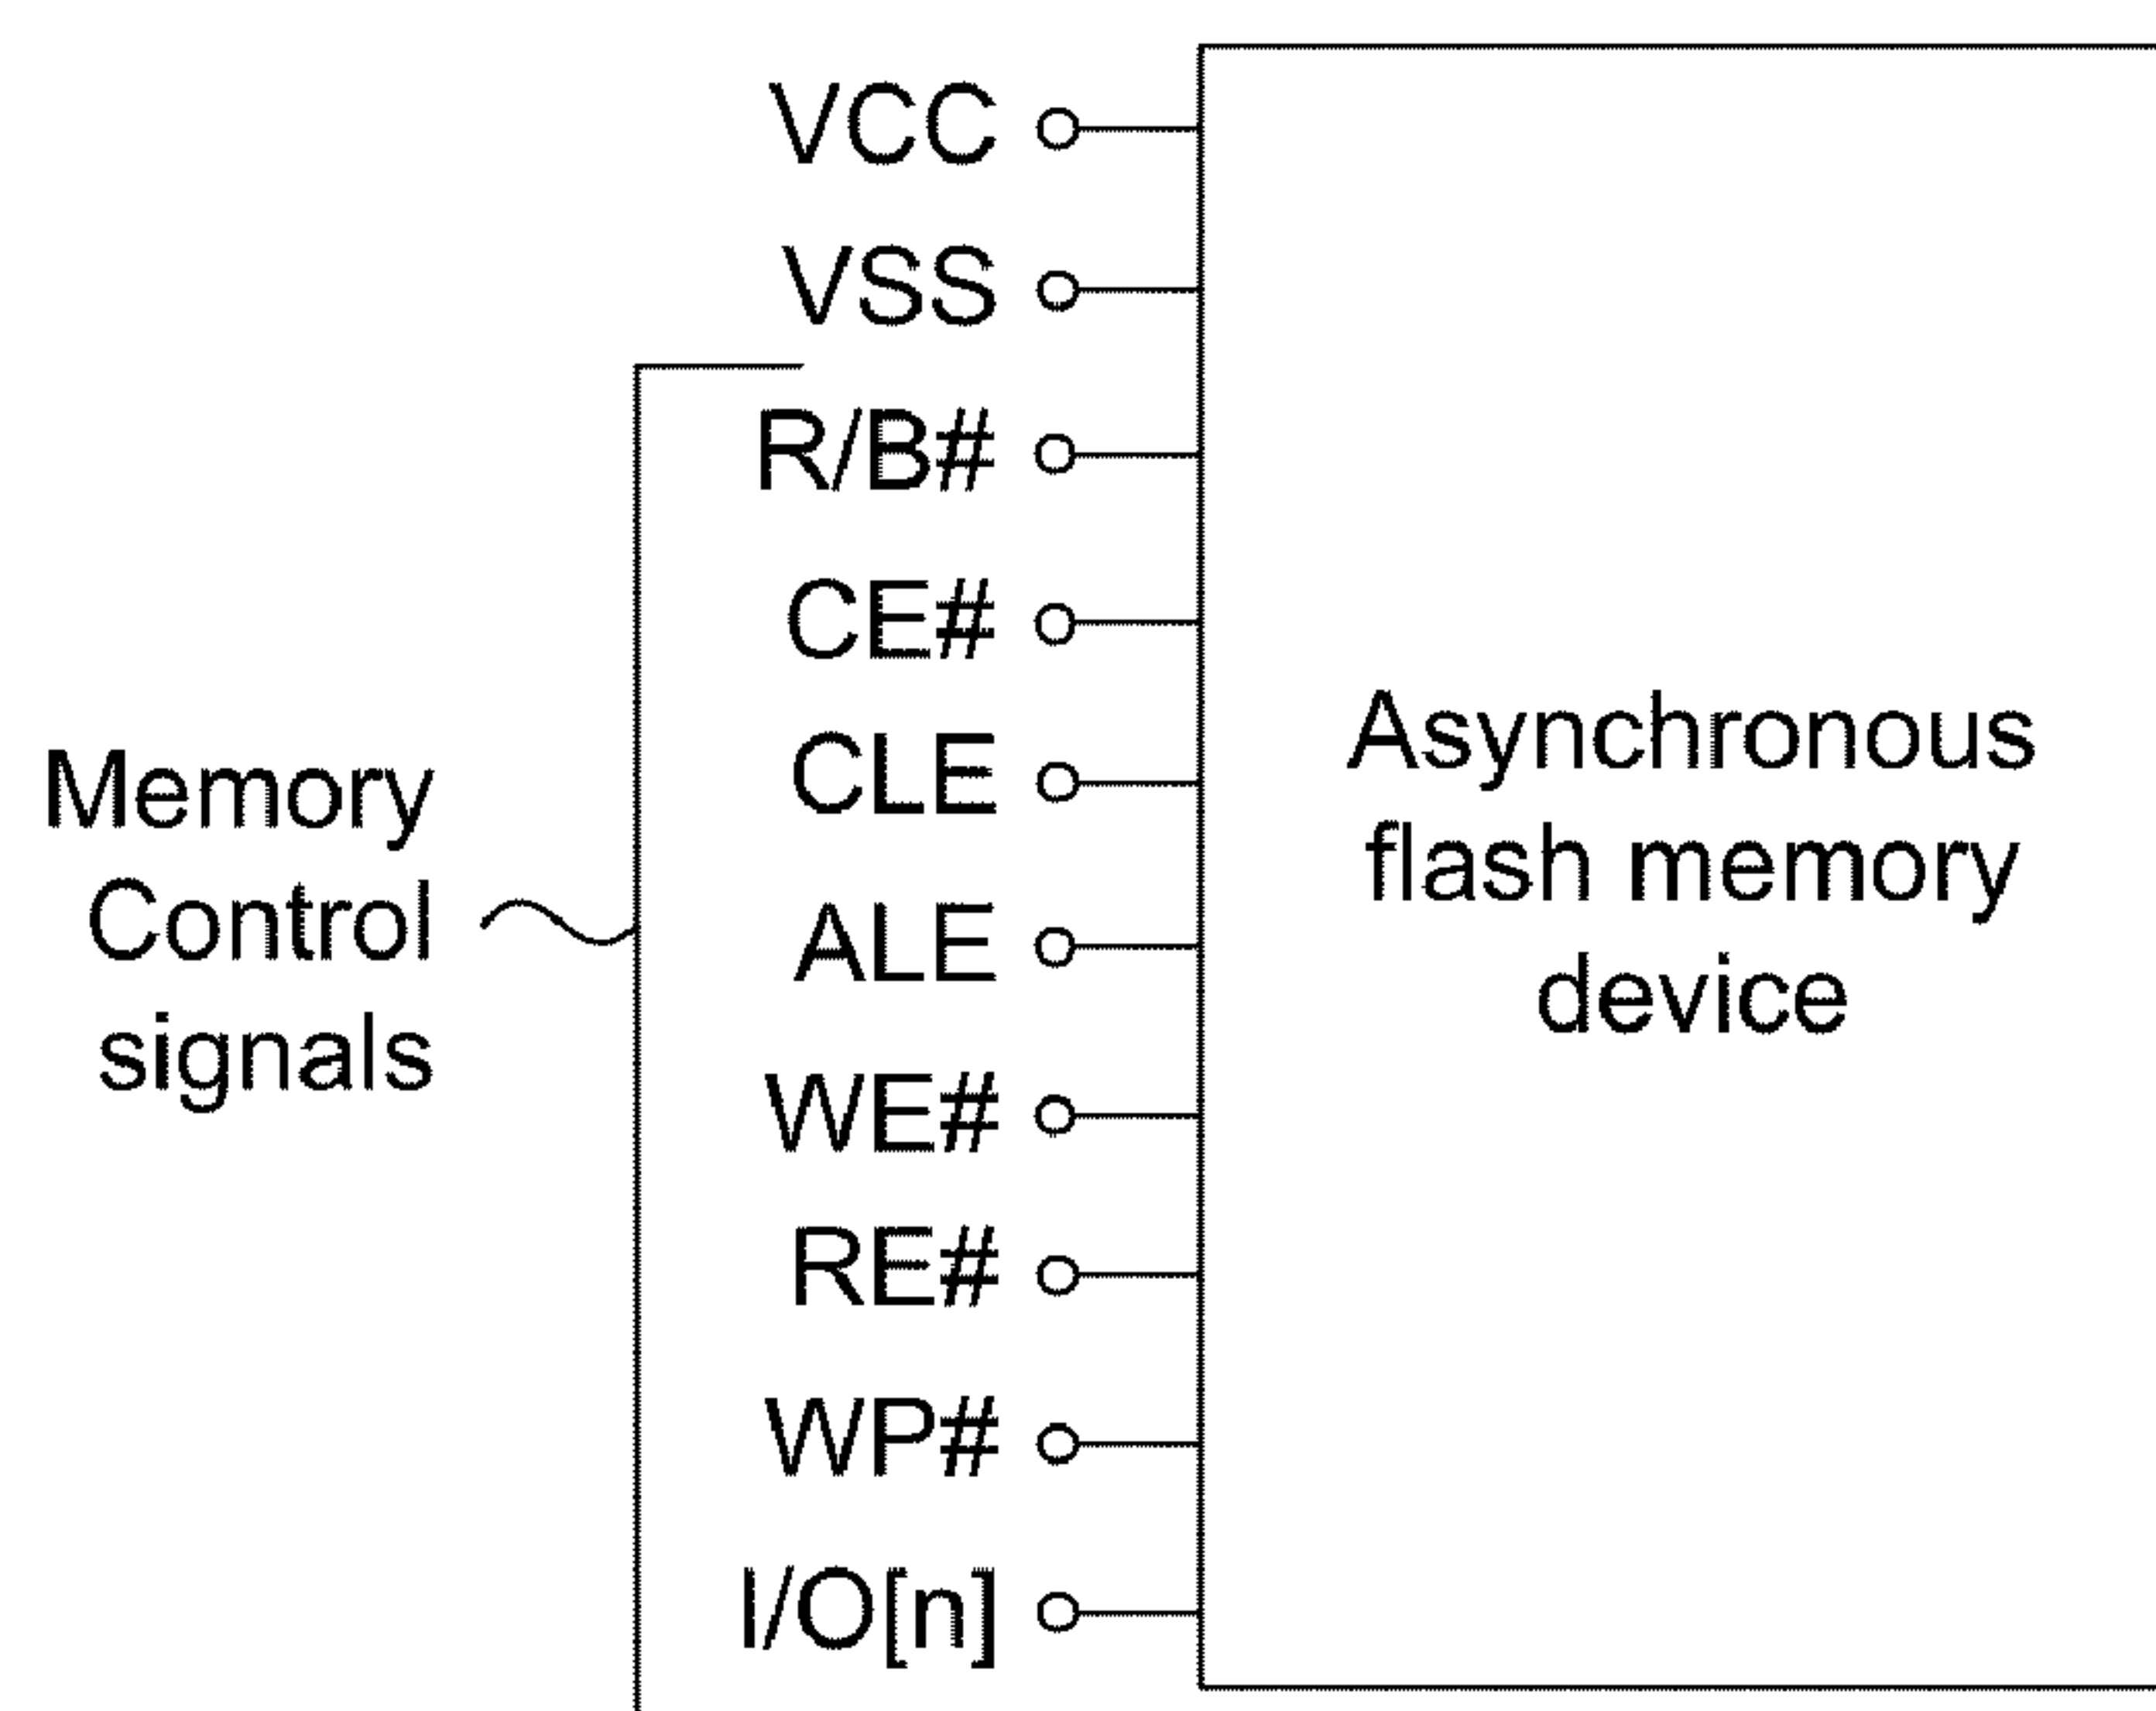 VCC
VSS
R/B#
CE#
CLE
ALE
WE#
RE#
WP#
I/O[n]
Memory
Control
signals
Asynchronous
flash memory
device